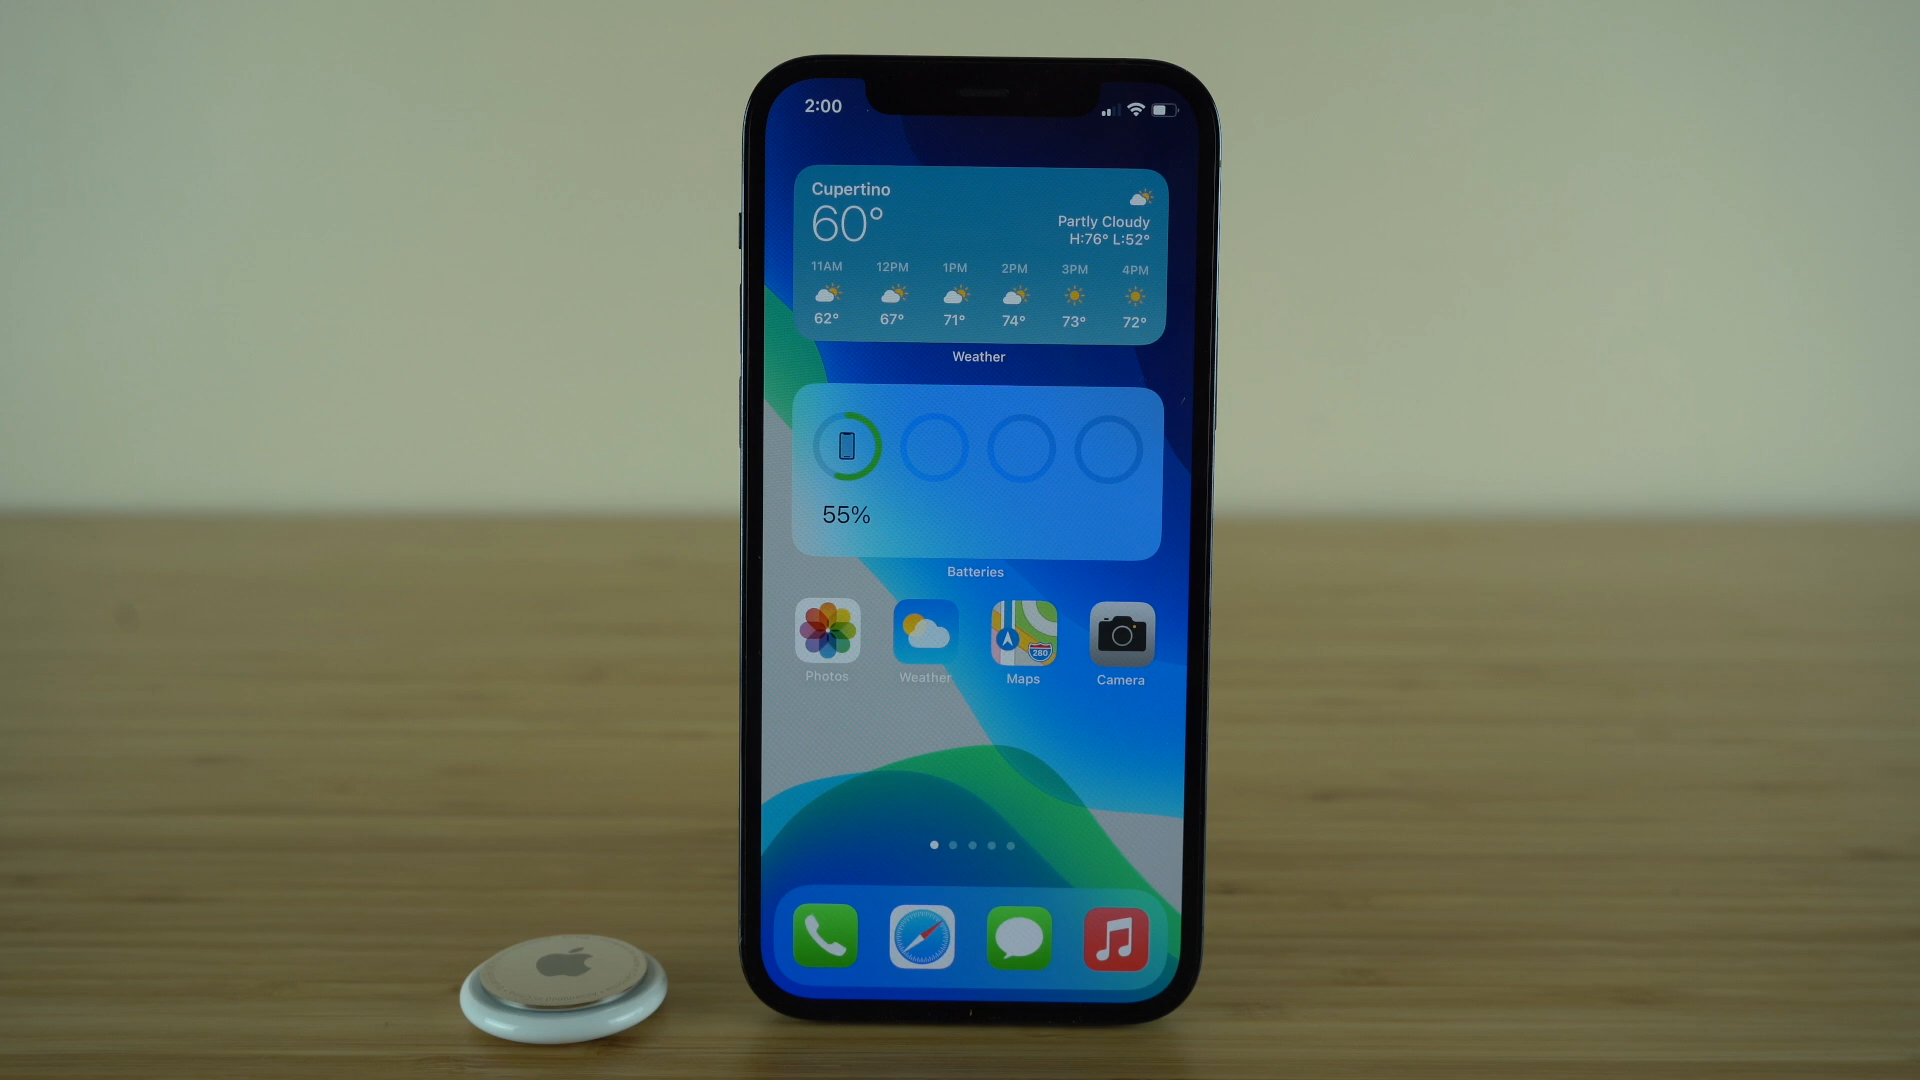 2:00
Cupertino
60°
Partly Cloudy
H:76° L:52°
11AM 12PM 1PM 2PM 3PM 4PM
62° 67° 71° 74° 73° 72°
Weather
55%
Batteries
280
Photos Weather Maps Camera